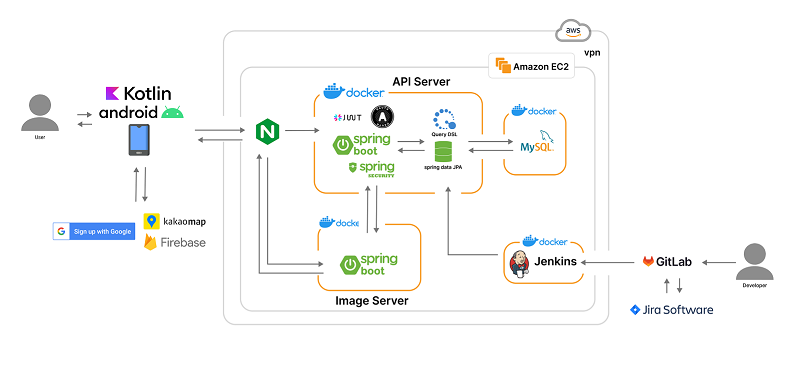 aws
vpn
Amazon EC2
API Server
docker
docker
Kotlin
android
User
JWT
Query DSL
spring
boot
spring
SECURITY
spring data JPA
MySQL
Sign up with Google
kakaomap
Firebase
docke
spring
boot
Image Server
docker
Jenkins
GitLab
Developer
Jira Software